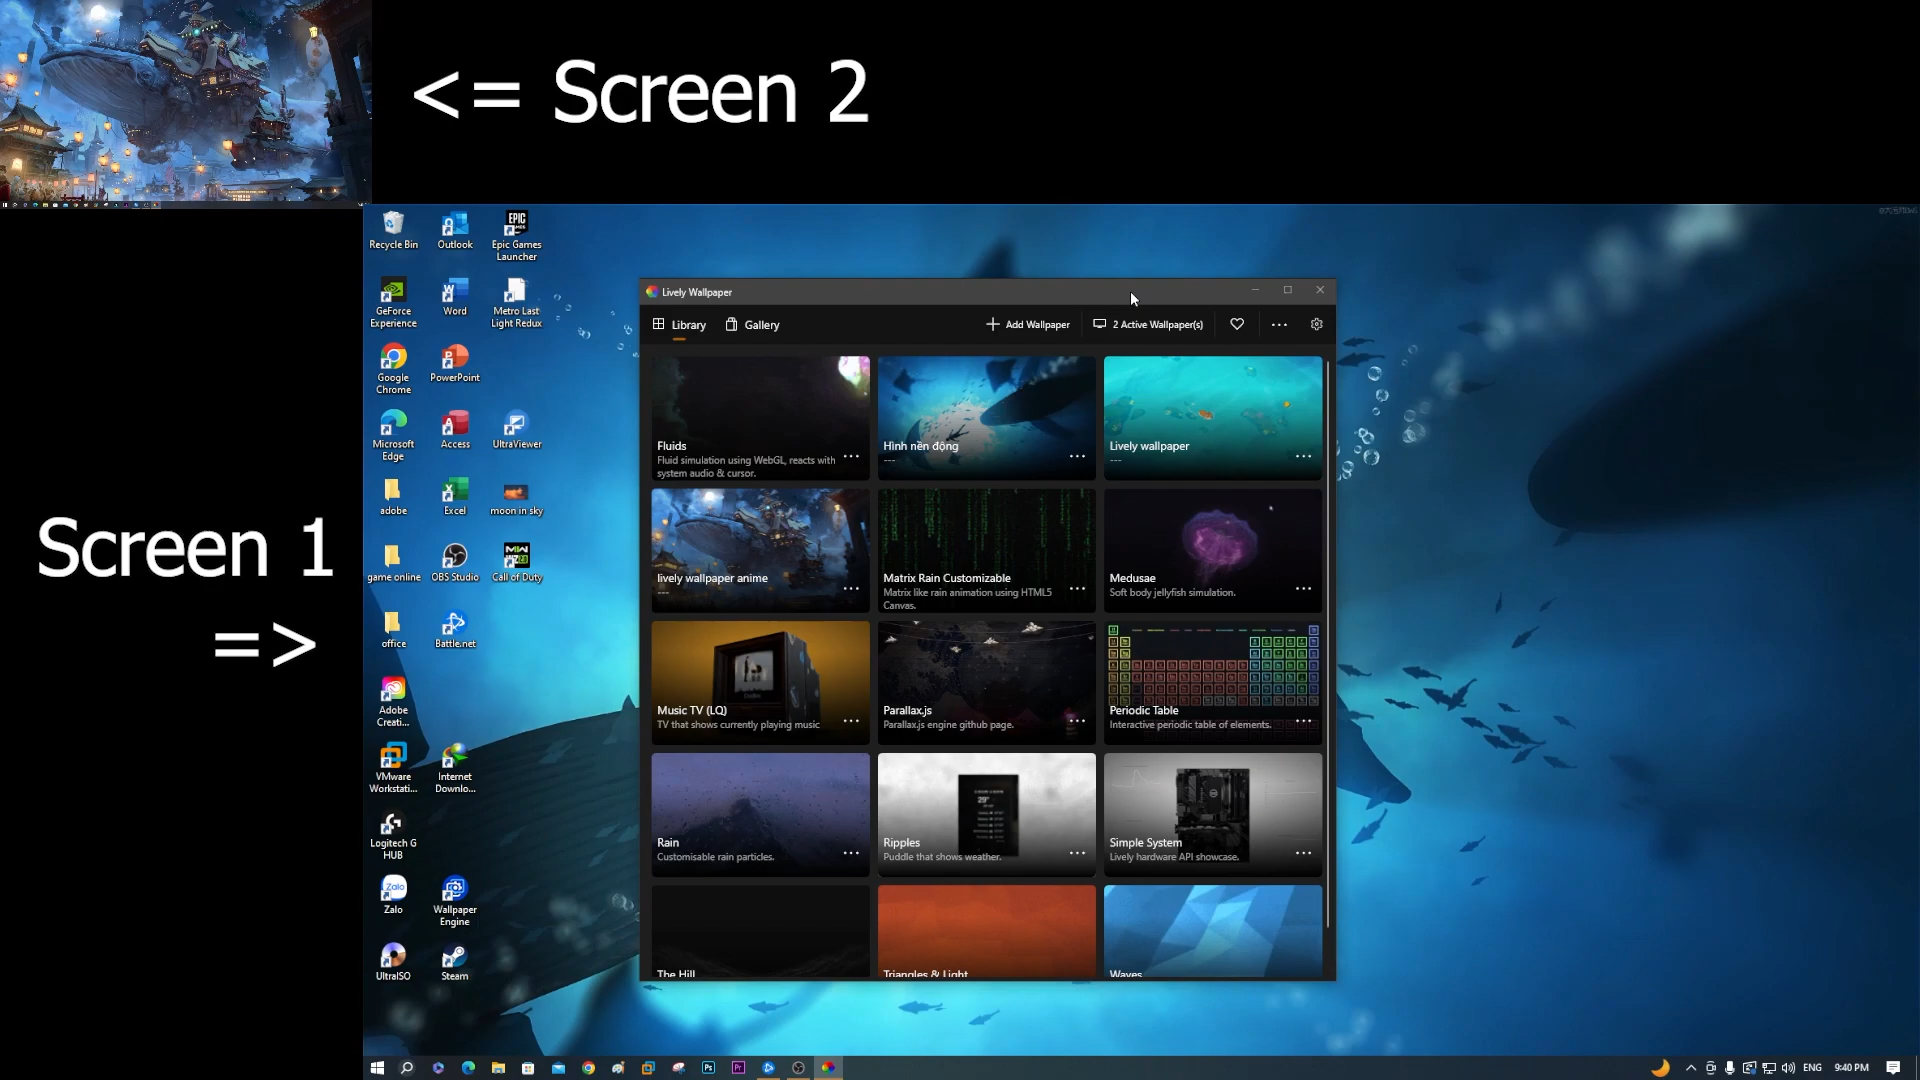 <= Screen 2
Screen 1
=>
Recycle Bin
Outlook
Epic Games
Launcher
GeForce
Experience
Word
Metro Last
Light Redux
Google
Chrome
PowerPoint
Microsoft
Edge
Access
UltraViewer
adobe
Excel
moon in sky
game online
OBS Studio
Call of Duty
office
Battle.net
Adobe
Creati...
VMware
Workstati...
Internet
Downlo...
Logitech G
HUB
Zalo
Wallpaper
Engine
UltraISO
Steam
Lively Wallpaper
Library
Gallery
Add Wallpaper
2 Active Wallpaper(s)
Fluids
Fluid simulation using WebGL, reacts with
system audio & cursor.
Hình nền động
---
Lively wallpaper
---
lively wallpaper anime
---
Matrix Rain Customizable
Matrix like rain animation using HTML5
Canvas.
Medusae
Soft body jellyfish simulation.
Music TV (LQ)
TV that shows currently playing music
Parallax.js
Parallax.js engine github page.
Periodic Table
Interactive periodic table of elements.
Rain
Customisable rain particles.
Ripples
Puddle that shows weather.
Simple System
Lively hardware API showcase.
The Hill
Triangles & Light
Waves
ENG
9:40 PM